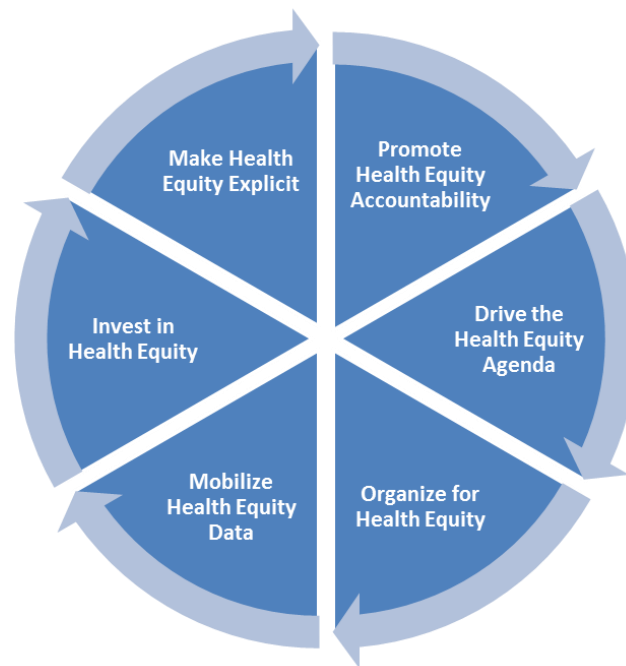 Make Health
Equity Explicit
Promote
Health Equity
Accountability
Drive the
Health Equity
Agenda
Organize for
Health Equity
Mobilize
Health Equity
Data
Invest in
Health Equity